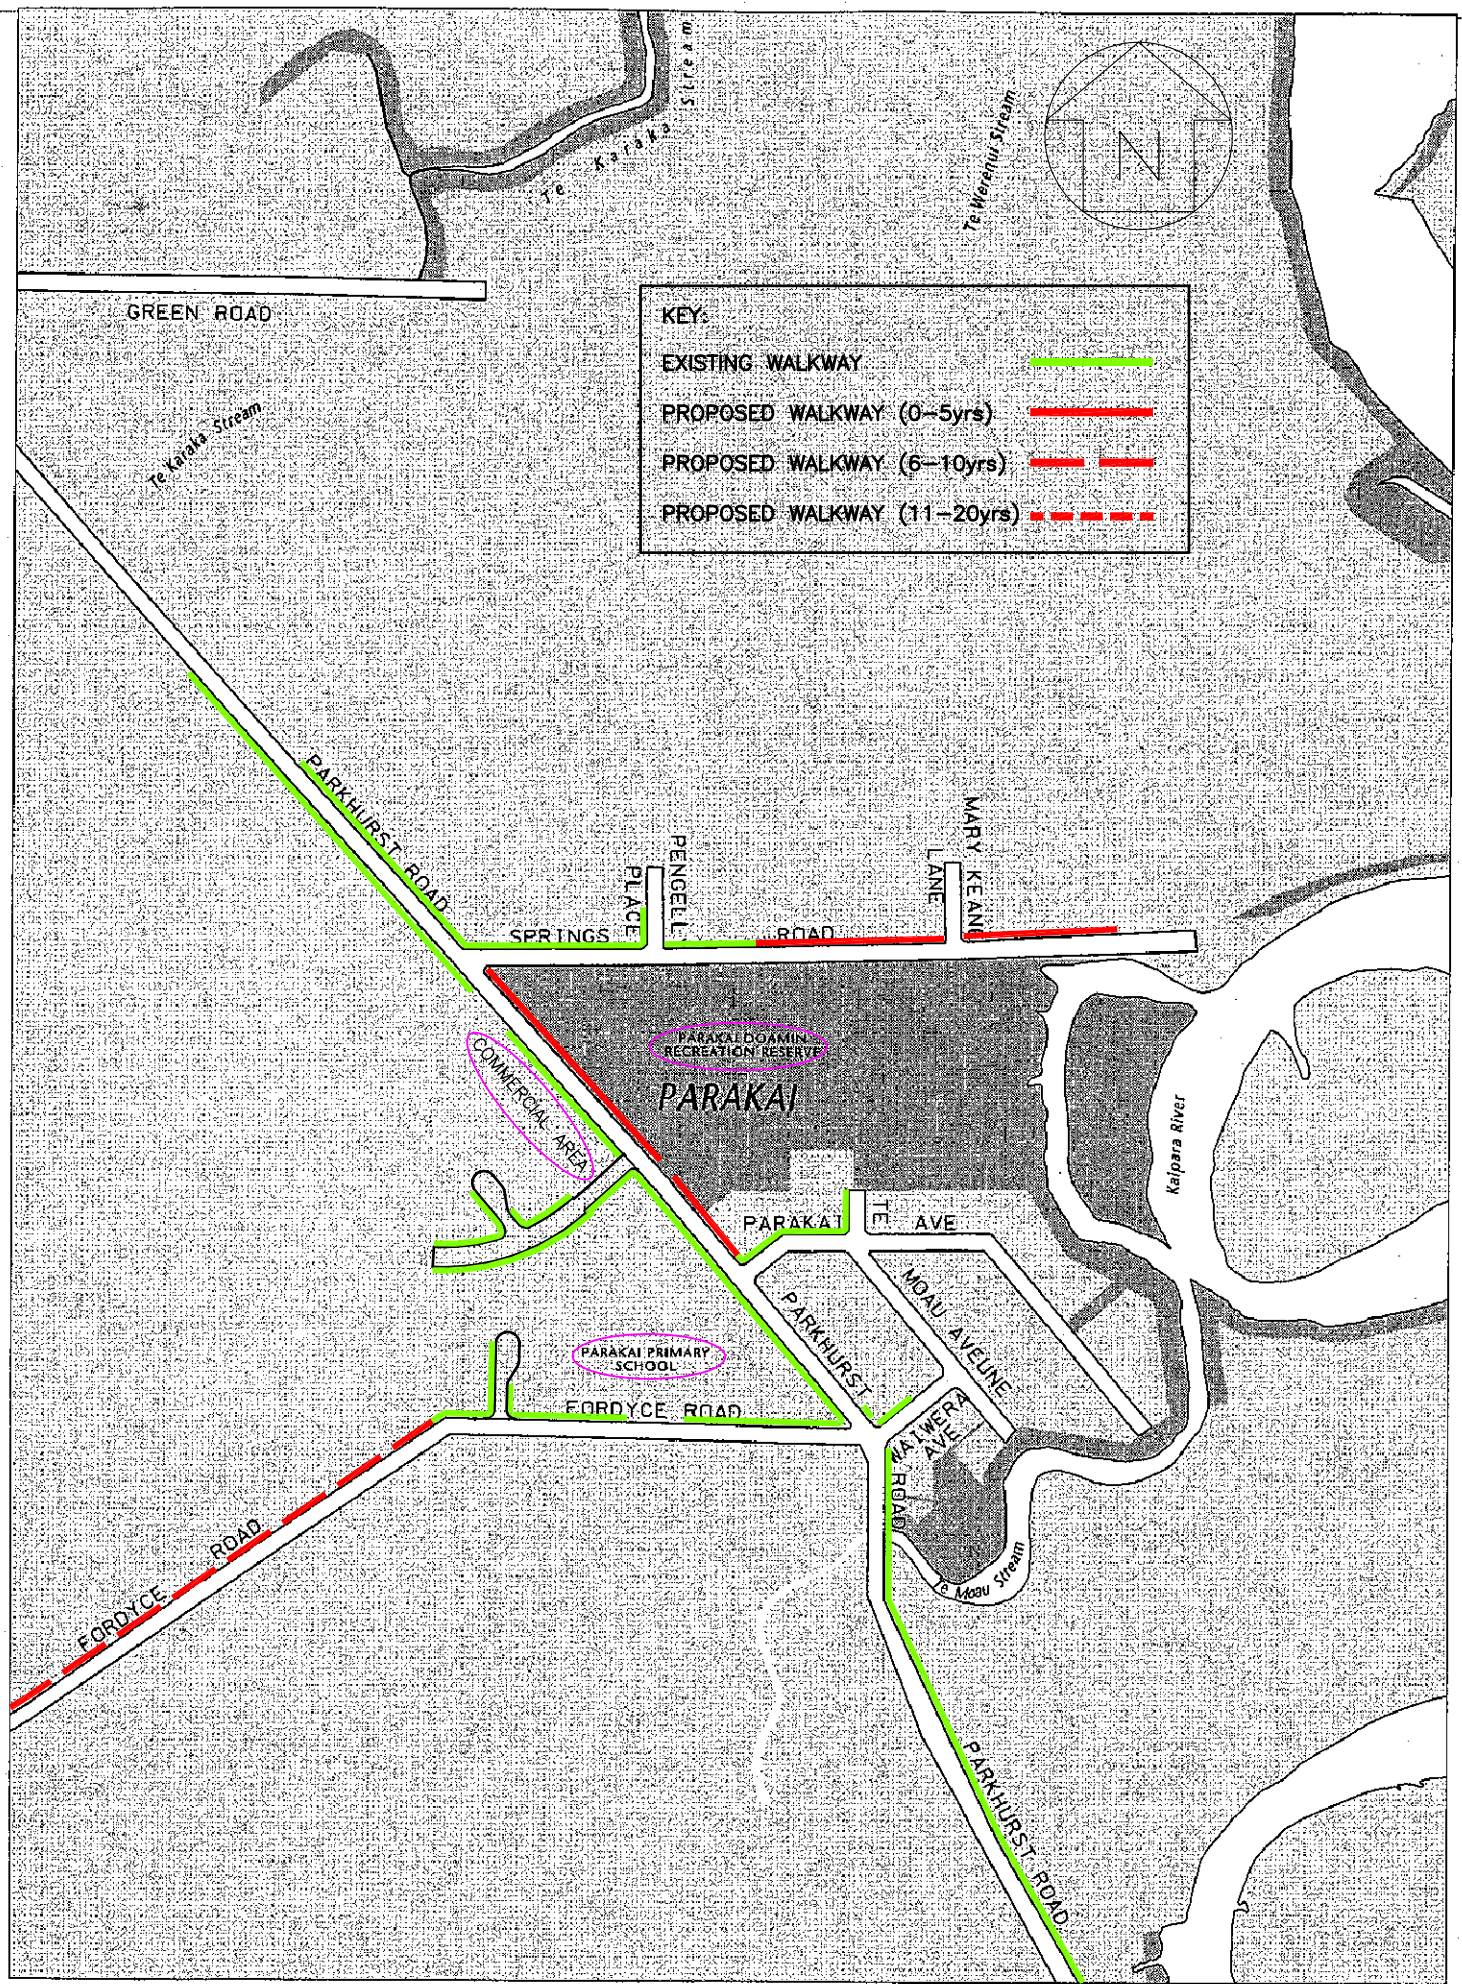 Te Karaka Stream
Te Werenui Stream
N
GREEN ROAD
KEY:
EXISTING WALKWAY
PROPOSED WALKWAY (0-5yrs)
PROPOSED WALKWAY (6-10yrs)
PROPOSED WALKWAY (11-20yrs)
Te Karaka Stream
PARKHURST ROAD
PENGELL
PLACE
MARY KEANE
LANE
SPRINGS ROAD
PARAKAI DOAMIN
RECREATION RESERVE
PARAKAI
COMMERCIAL AREA
Kaipara River
PARAKAI TE AVE
MOAU AVEUNE
PARAKAI PRIMARY
SCHOOL
PARKHURST ROAD
FORDYCE ROAD
WAIWERA
AVE
Te Moau Stream
FORDYCE ROAD
PARKHURST ROAD